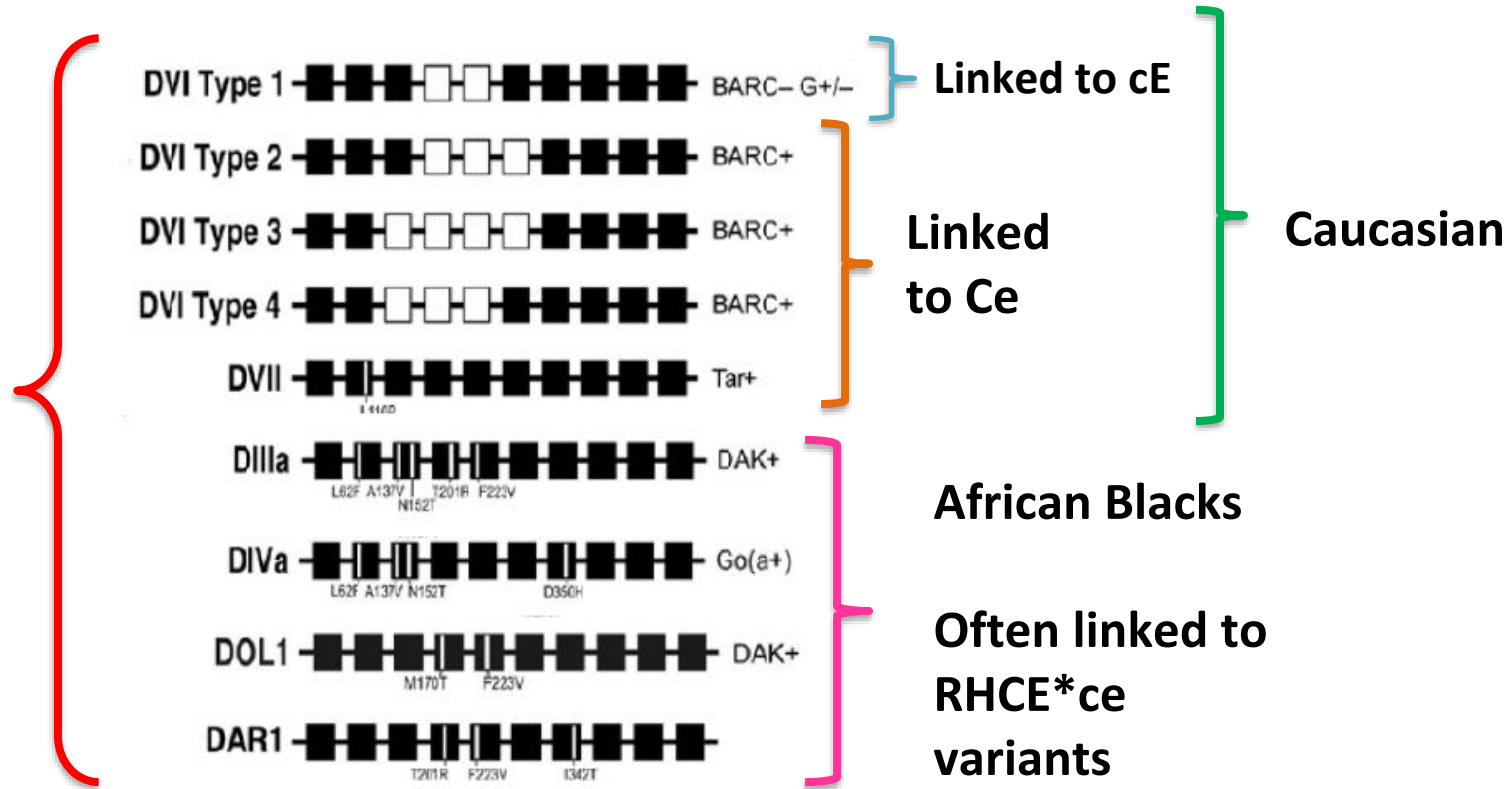 DVI Type 1 BARC– G+/–
Linked to cE
DVI Type 2 BARC+
DVI Type 3 BARC+
Linked
to Ce
Caucasian
DVI Type 4 BARC+
DVII Tar+
DIIIa DAK+
L62F A137V T201R F223V
N152T
African Blacks
DIVa Go(a+)
L62F A137V N152T D350H
Often linked to
RHCE*ce
variants
DOL1 DAK+
M170T F223V
DAR1
T201R F223V I342T